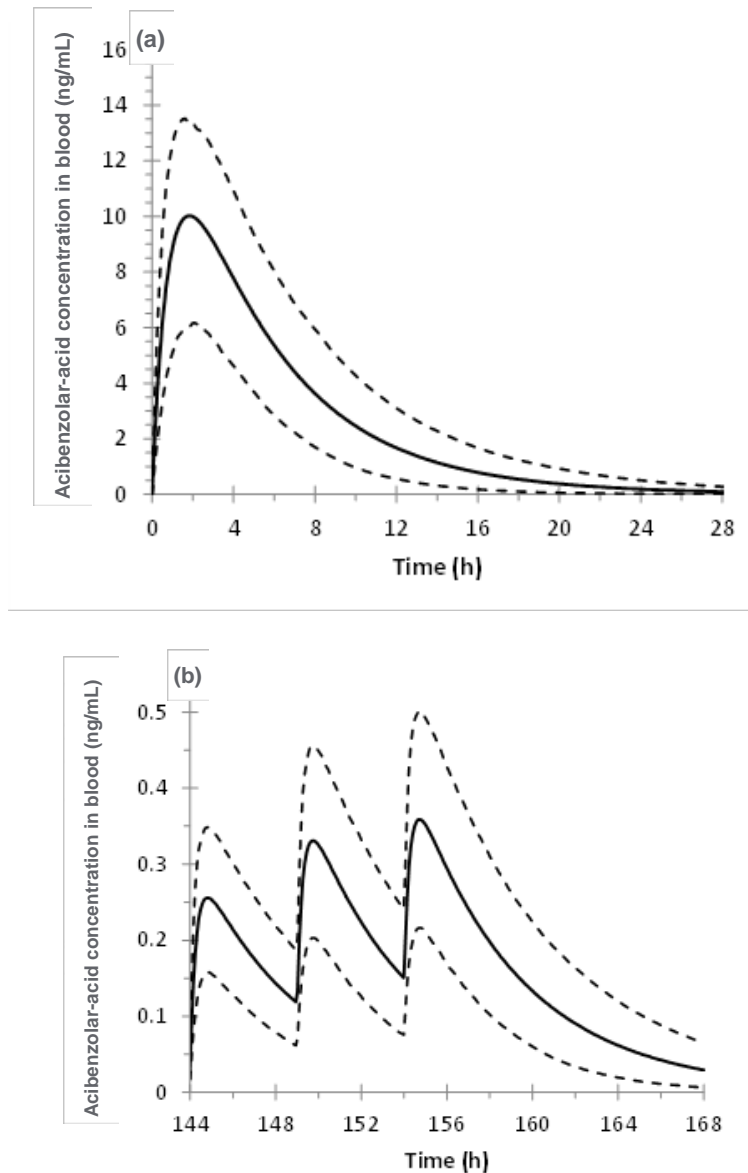 (a)
Acibenzolar-acid concentration in blood (ng/mL)
16
14
12
10
8
6
4
2
0
0 4 8 12 16 20 24 28
Time (h)
(b)
Acibenzolar-acid concentration in blood (ng/mL)
0.5
0.4
0.3
0.2
0.1
0
144 148 152 156 160 164 168
Time (h)